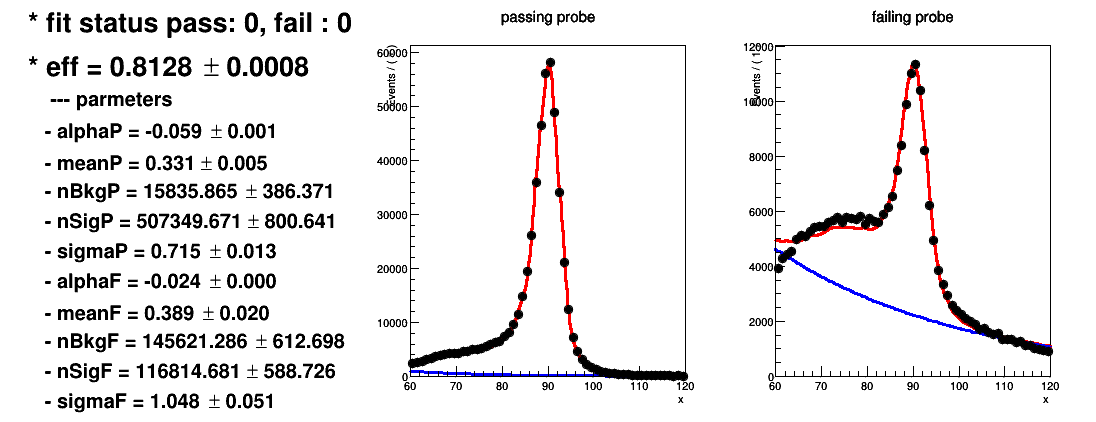 * fit status pass: 0, fail : 0
* eff = 0.8128 ± 0.0008
--- parmeters
- alphaP = -0.059 ± 0.001
- meanP = 0.331 ± 0.005
- nBkgP = 15835.865 ± 386.371
- nSigP = 507349.671 ± 800.641
- sigmaP = 0.715 ± 0.013
- alphaF = -0.024 ± 0.000
- meanF = 0.389 ± 0.020
- nBkgF = 145621.286 ± 612.698
- nSigF = 116814.681 ± 588.726
- sigmaF = 1.048 ± 0.051
passing probe
60000
50000
40000
30000
20000
10000
0
60 70 80 90 100 110 120
x
failing probe
12000
10000
8000
6000
4000
2000
0
60 70 80 90 100 110 120
x